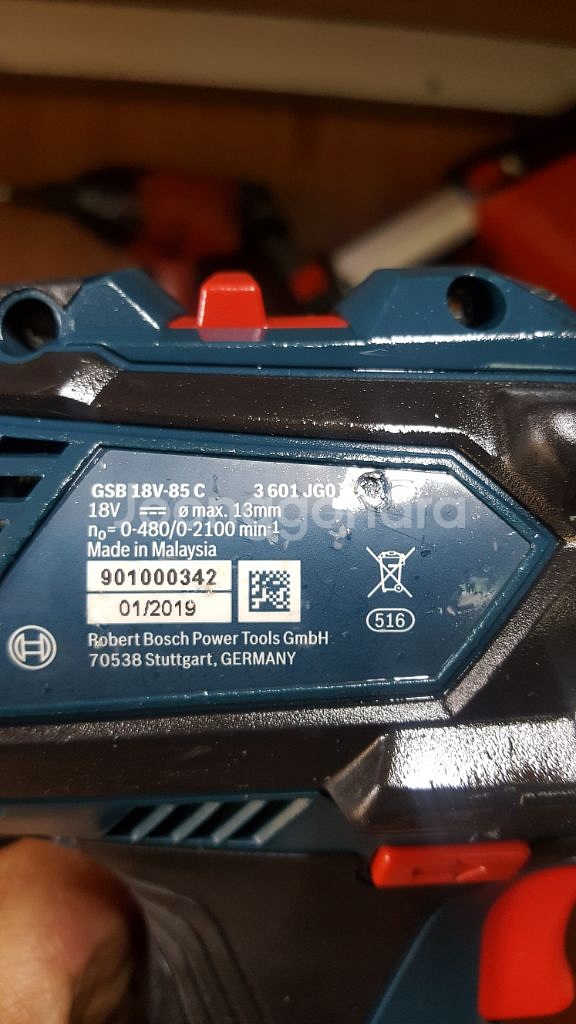 GSB 18V-85 C 3 601 JG0
18V ø max. 13mm
n₀= 0-480/0-2100 min⁻¹
Made in Malaysia
901000342
01/2019
516
Robert Bosch Power Tools GmbH
70538 Stuttgart, GERMANY